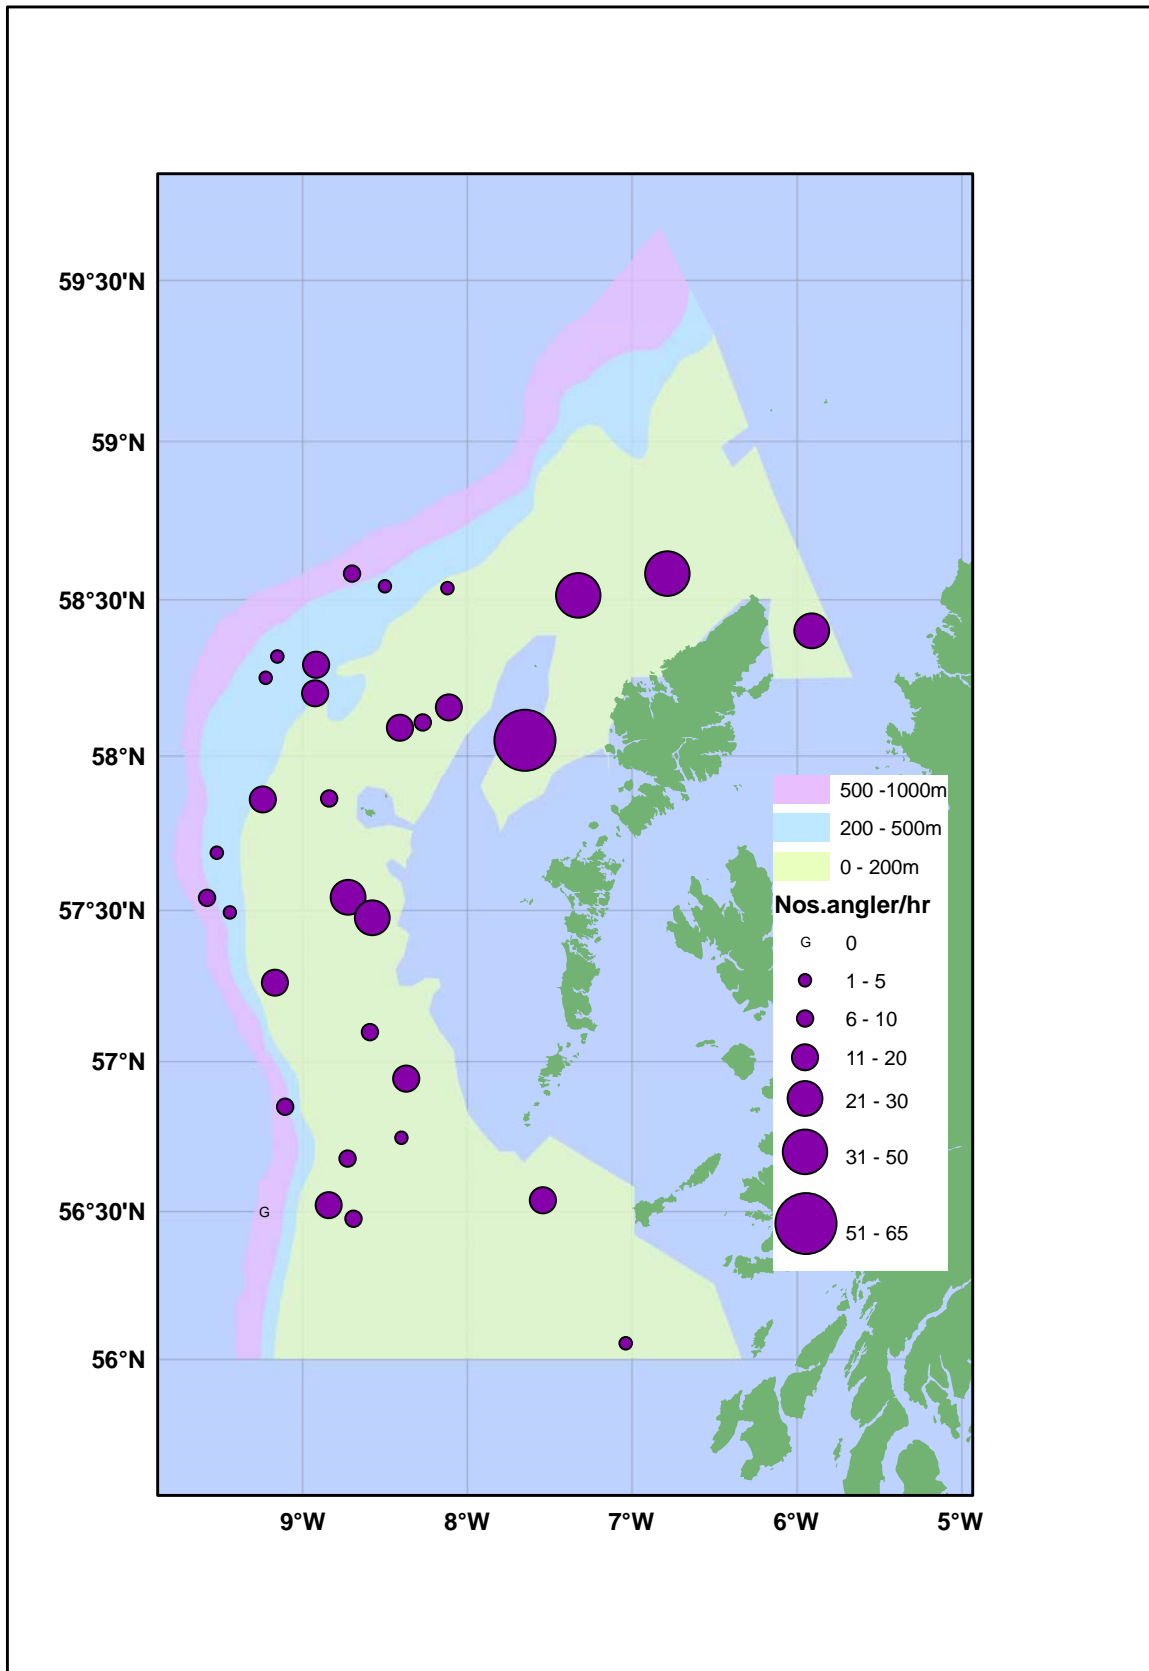 59°30'N
59°N
58°30'N
58°N
57°30'N
57°N
56°30'N
56°N
G
500 -1000m
200 - 500m
0 - 200m
Nos.angler/hr
G 0
1 - 5
6 - 10
11 - 20
21 - 30
31 - 50
51 - 65
9°W 8°W 7°W 6°W 5°W